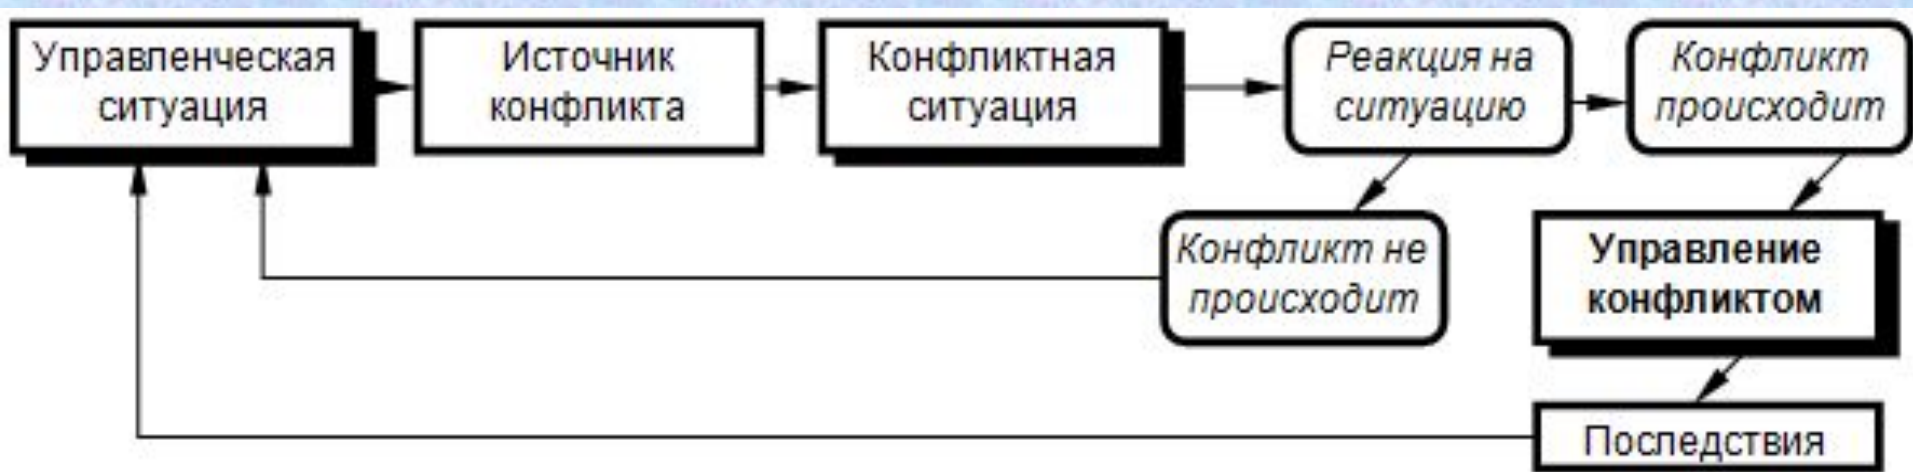 Управленческая
ситуация
Источник
конфликта
Конфликтная
ситуация
Реакция на
ситуацию
Конфликт
происходит
Конфликт не
происходит
Управление
конфликтом
Последствия